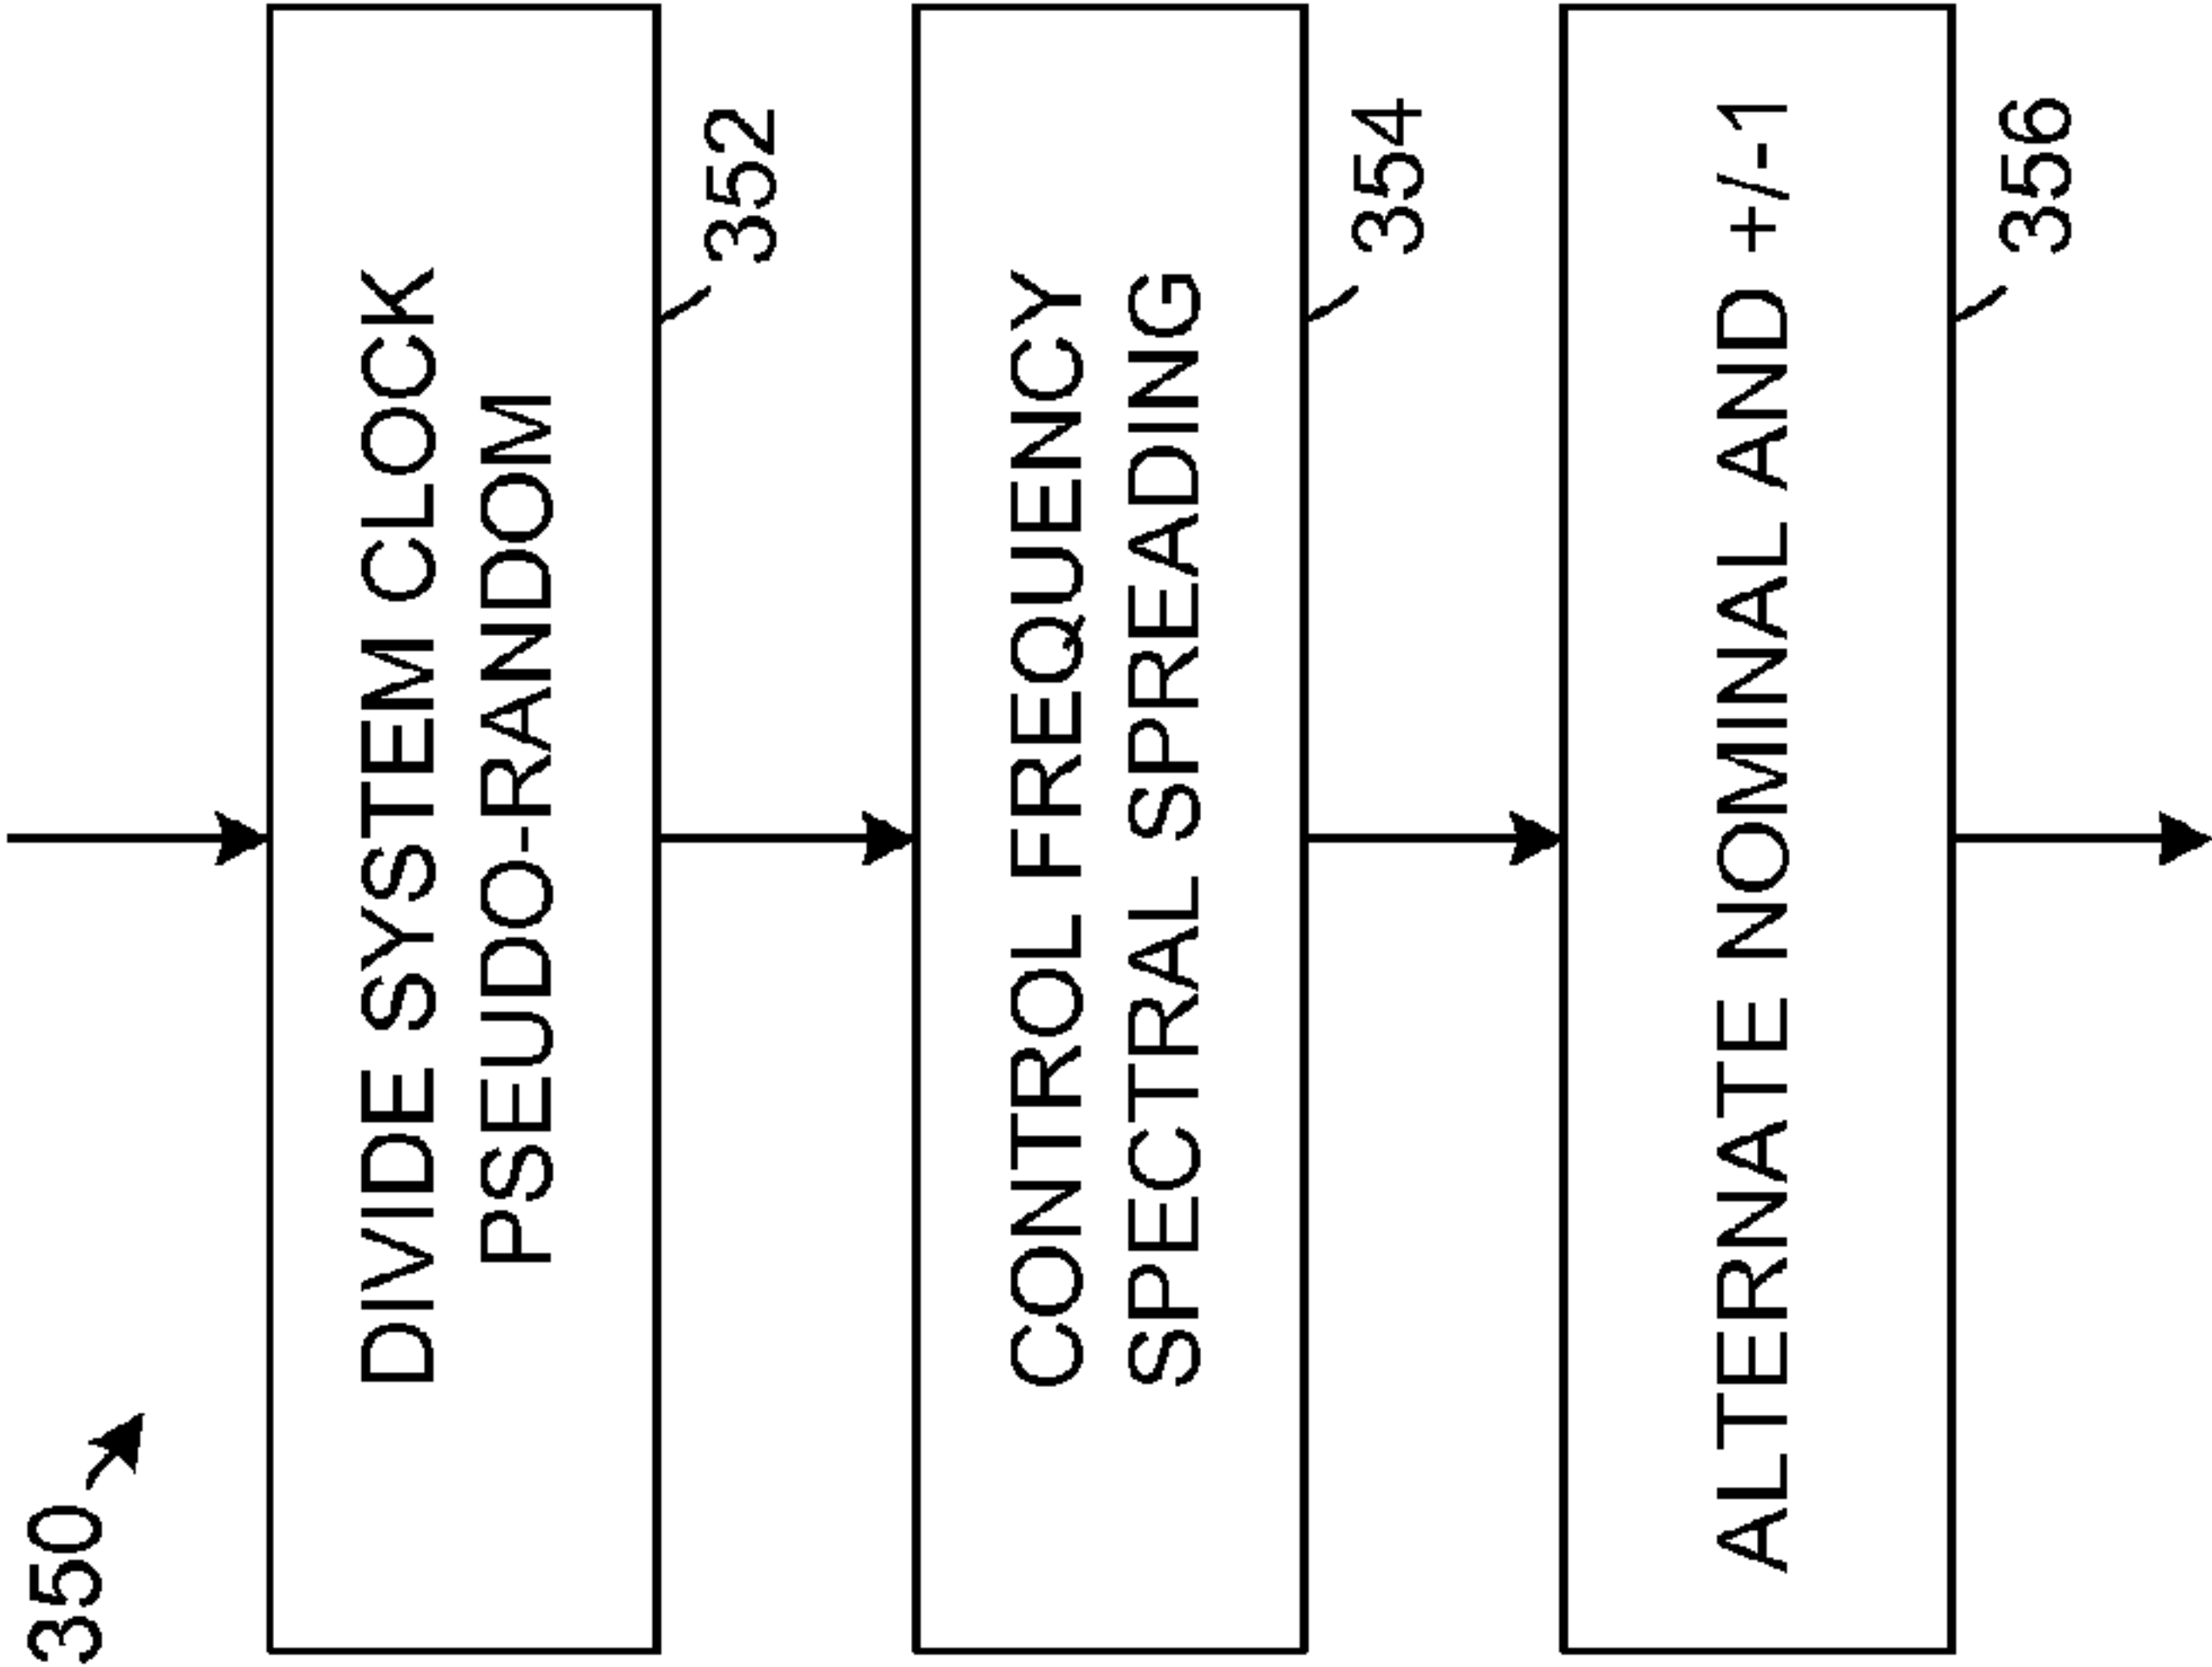 350
DIVIDE SYSTEM CLOCK
PSEUDO-RANDOM
352
CONTROL FREQUENCY
SPECTRAL SPREADING
354
ALTERNATE NOMINAL AND +/-1
356